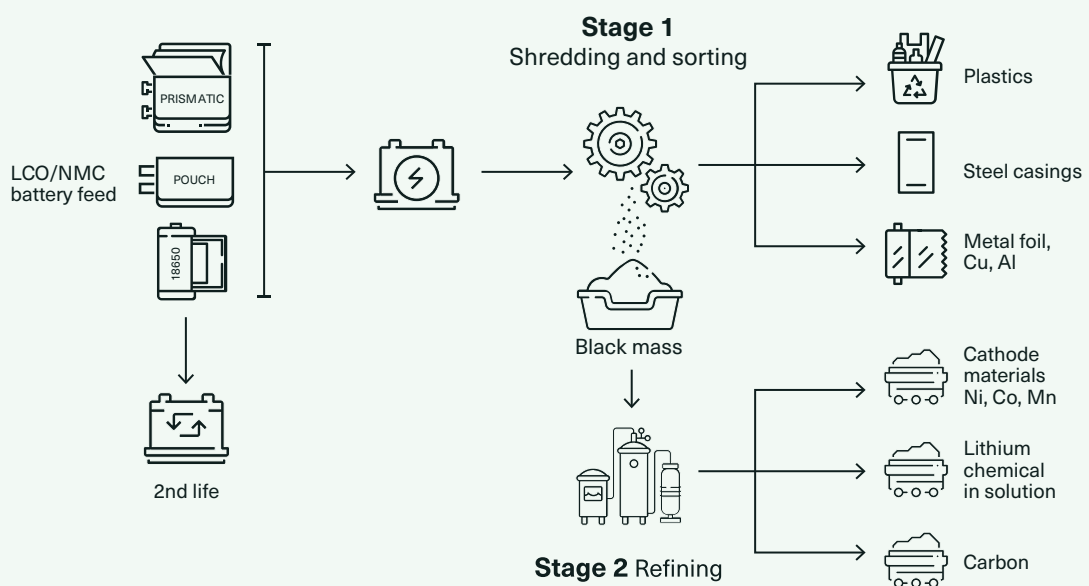 Stage 1
Shredding and sorting
PRISMATIC
LCO/NMC
battery feed
POUCH
18650
2nd life
Black mass
Stage 2 Refining
Plastics
Steel casings
Metal foil,
Cu, Al
Cathode
materials
Ni, Co, Mn
Lithium
chemical
in solution
Carbon